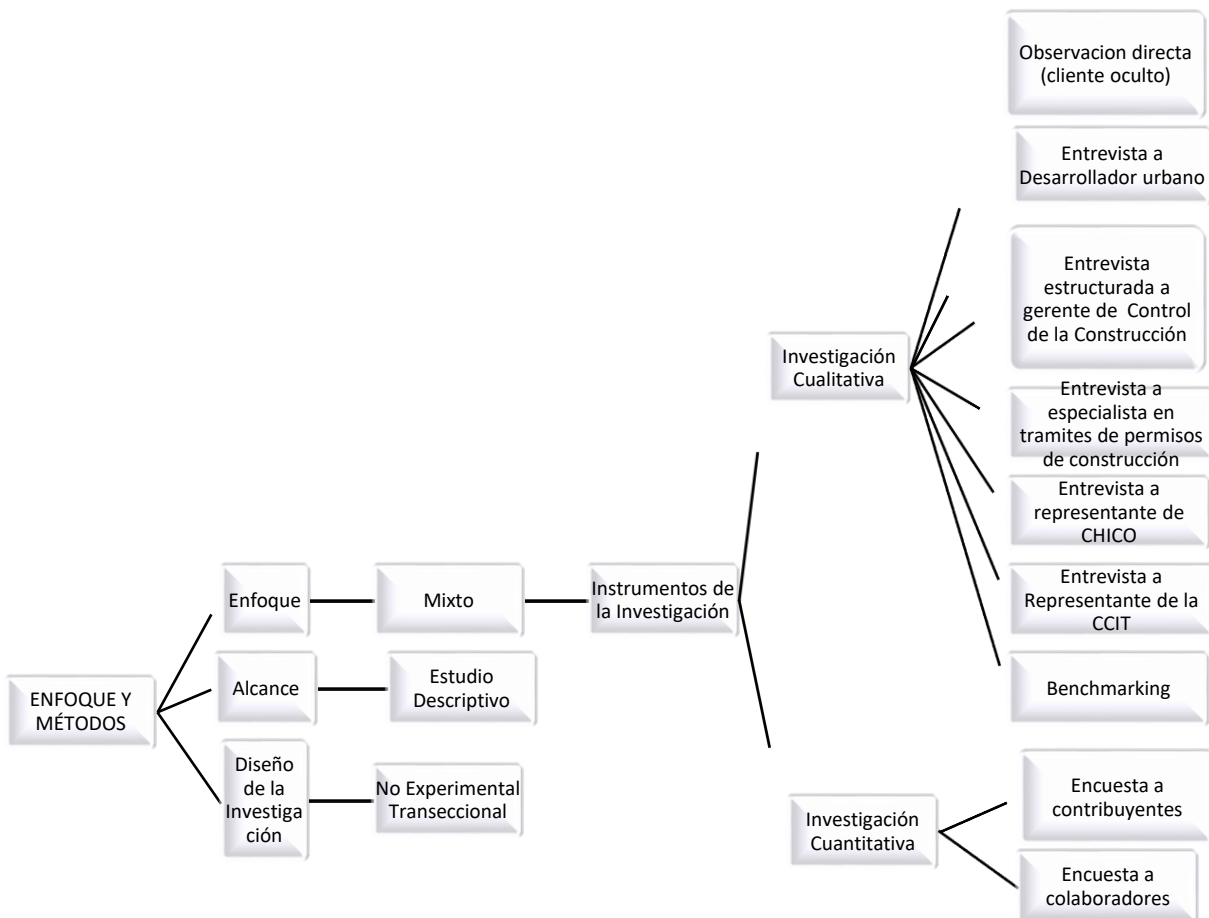 ENFOQUE Y
MÉTODOS
Enfoque
Mixto
Instrumentos de
la Investigación
Alcance
Estudio
Descriptivo
Diseño
de la
Investiga
ción
No Experimental
Transeccional
Investigación
Cualitativa
Observacion directa
(cliente oculto)
Entrevista a
Desarrollador urbano
Entrevista
estructurada a
gerente de Control
de la Construcción
Entrevista a
especialista en
tramites de permisos
de construcción
Entrevista a
representante de
CHICO
Entrevista a
Representante de la
CCIT
Benchmarking
Investigación
Cuantitativa
Encuesta a
contribuyentes
Encuesta a
colaboradores